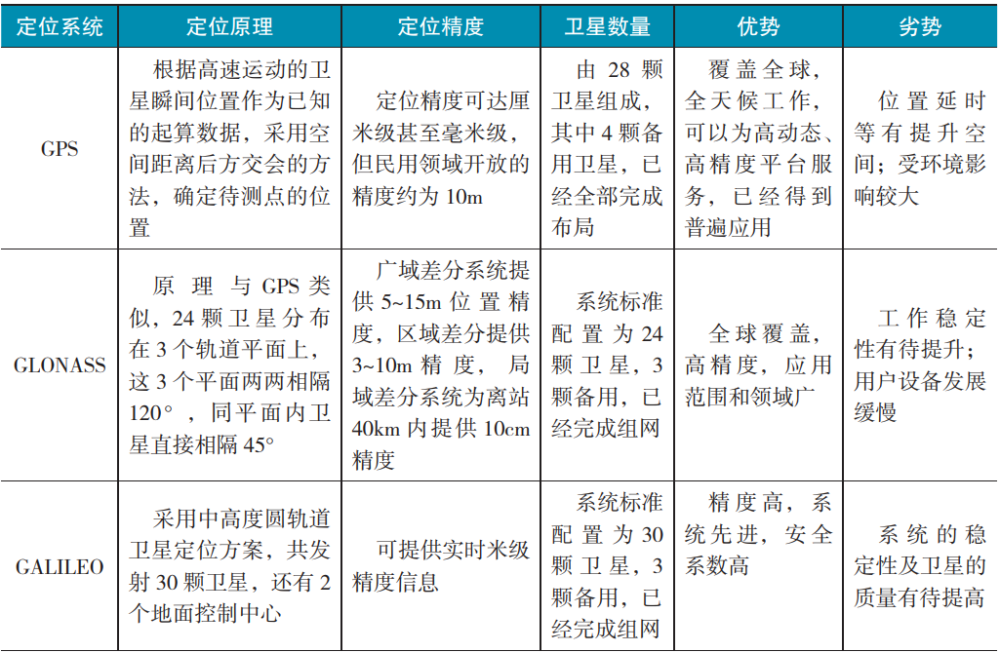 定位系统 定位原理 定位精度 卫星数量 优势 劣势
GPS
根据高速运动的卫
星瞬间位置作为已知
的起算数据，采用空
间距离后方交会的方
法，确定待测点的位
置
定位精度可达厘
米级甚至毫米级，
但民用领域开放的
精度约为 10m
由 28 颗
卫星组成，
其中 4 颗备
用卫星，已
经全部完成
布局
覆盖全球，
全天候工作，
可以为高动态、
高精度平台服
务，已经得到
普遍应用
位置延时
等有提升空
间；受环境影
响较大
GLONASS
原理与 GPS 类
似，24 颗卫星分布
在 3 个轨道平面上，
这 3 个平面两两相隔
120°，同平面内卫
星直接相隔 45°
广域差分系统提
供 5~15m 位置精
度，区域差分提供
3~10m 精度，局
域差分系统为离站
40km 内提供 10cm
精度
系统标准
配置为 24
颗卫星，3
颗备用，已
经完成组网
全球覆盖，
高精度，应用
范围和领域广
工作稳定
性有待提升；
用户设备发展
缓慢
GALILEO
采用中高度圆轨道
卫星定位方案，共发
射 30 颗卫星，还有 2
个地面控制中心
可提供实时米级
精度信息
系统标准
配置为 30
颗卫星，3
颗备用，已
经完成组网
精度高，系
统先进，安全
系数高
系统的稳
定性及卫星的
质量有待提高